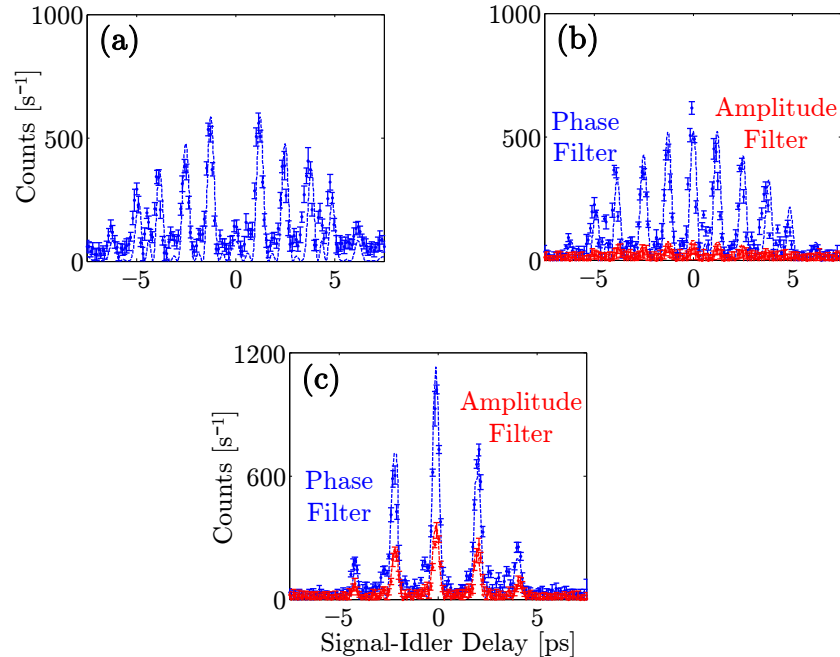 1000
(a)
Counts [s⁻¹]
500
0
−5
0
5
1000
(b)
Phase
Filter
Amplitude
Filter
500
0
−5
0
5
1200
(c)
Amplitude
Filter
Phase
Filter
Counts [s⁻¹]
600
0
−5
0
5
Signal-Idler Delay [ps]